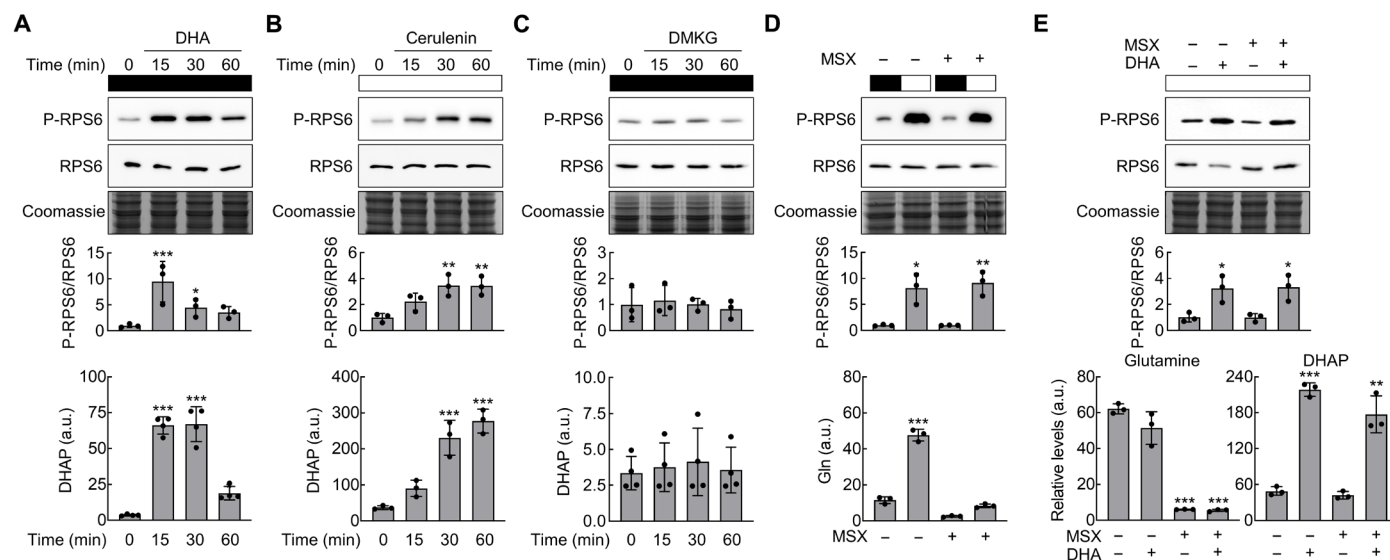 A
DHA
Time (min) 0 15 30 60
P-RPS6
RPS6
Coomassie
P-RPS6/RPS6
15
10
5
0
***
*
DHAP (a.u.)
100
75
50
25
0
***
***
Time (min) 0 15 30 60
B
Cerulenin
Time (min) 0 15 30 60
P-RPS6
RPS6
Coomassie
P-RPS6/RPS6
6
4
2
0
**
**
DHAP (a.u.)
400
300
200
100
0
***
***
Time (min) 0 15 30 60
C
DMKG
Time (min) 0 15 30 60
P-RPS6
RPS6
Coomassie
P-RPS6/RPS6
3
2
1
0
DHAP (a.u.)
10.0
7.5
5.0
2.5
0.0
Time (min) 0 15 30 60
D
MSX – – + +
P-RPS6
RPS6
Coomassie
P-RPS6/RPS6
15
10
5
0
*
**
Gln (a.u.)
80
60
40
20
0
***
MSX – – + +
E
MSX – – + +
DHA – + – +
P-RPS6
RPS6
Coomassie
P-RPS6/RPS6
6
4
2
0
*
*
Glutamine
Relative levels (a.u.)
80
60
40
20
0
***
***
DHAP
240
180
120
60
0
***
**
MSX – – + + – – + +
DHA – + – + – + – +